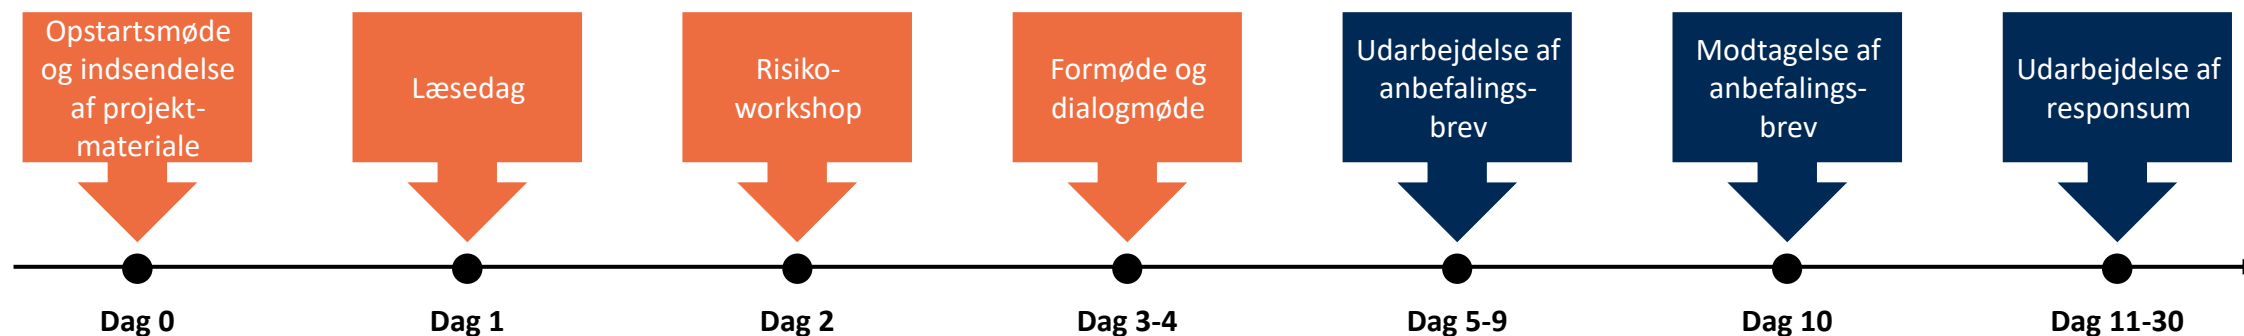 Opstartsmøde
og indsendelse
af projekt-
materiale
Læsedag
Risiko-
workshop
Formøde og
dialogmøde
Udarbejdelse af
anbefalings-
brev
Modtagelse af
anbefalings-
brev
Udarbejdelse af
responsum
Dag 0
Dag 1
Dag 2
Dag 3-4
Dag 5-9
Dag 10
Dag 11-30